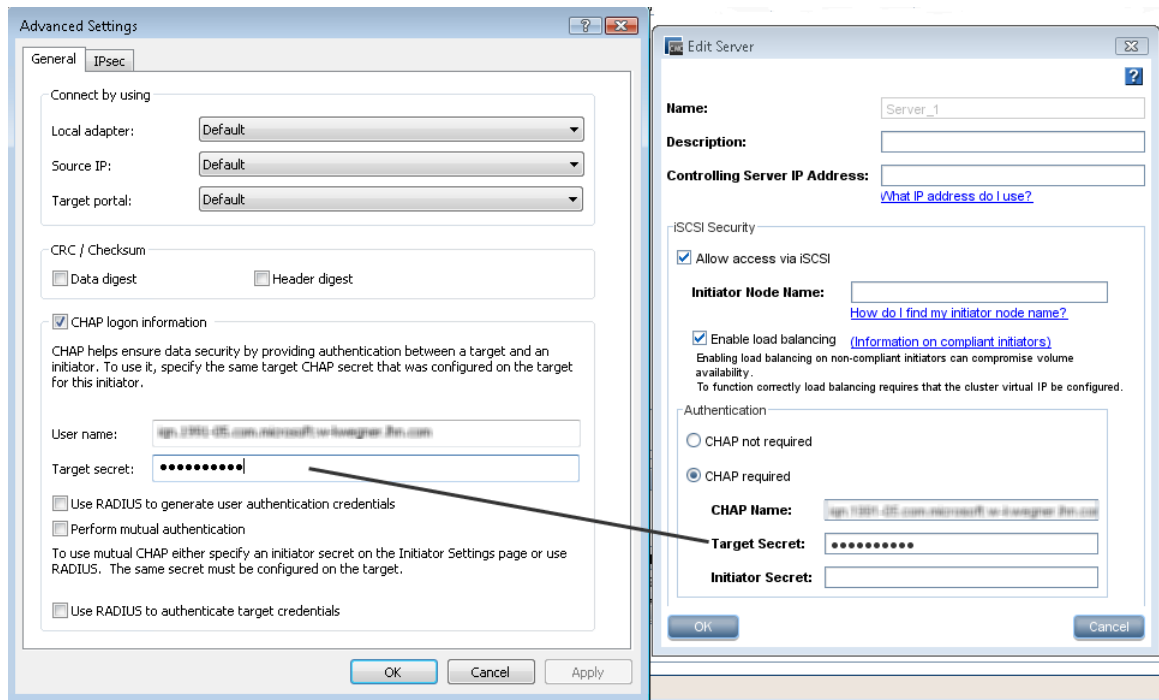 Advanced Settings
General
IPsec
Connect by using
Local adapter:
Default
Source IP:
Default
Target portal:
Default
CRC / Checksum
Data digest
Header digest
CHAP logon information
CHAP helps ensure data security by providing authentication between a target and an
initiator. To use it, specify the same target CHAP secret that was configured on the target
for this initiator.
User name:
Target secret:
●●●●●●●●●●
Use RADIUS to generate user authentication credentials
Perform mutual authentication
To use mutual CHAP either specify an initiator secret on the Initiator Settings page or use
RADIUS. The same secret must be configured on the target.
Use RADIUS to authenticate target credentials
OK
Cancel
Apply
Edit Server
?
Name:
Server_1
Description:
Controlling Server IP Address:
What IP address do I use?
iSCSI Security
Allow access via iSCSI
Initiator Node Name:
How do I find my initiator node name?
Enable load balancing (Information on compliant initiators)
Enabling load balancing on non-compliant initiators can compromise volume
availability.
To function correctly load balancing requires that the cluster virtual IP be configured.
Authentication
CHAP not required
CHAP required
CHAP Name:
Target Secret:
●●●●●●●●●●
Initiator Secret:
OK
Cancel